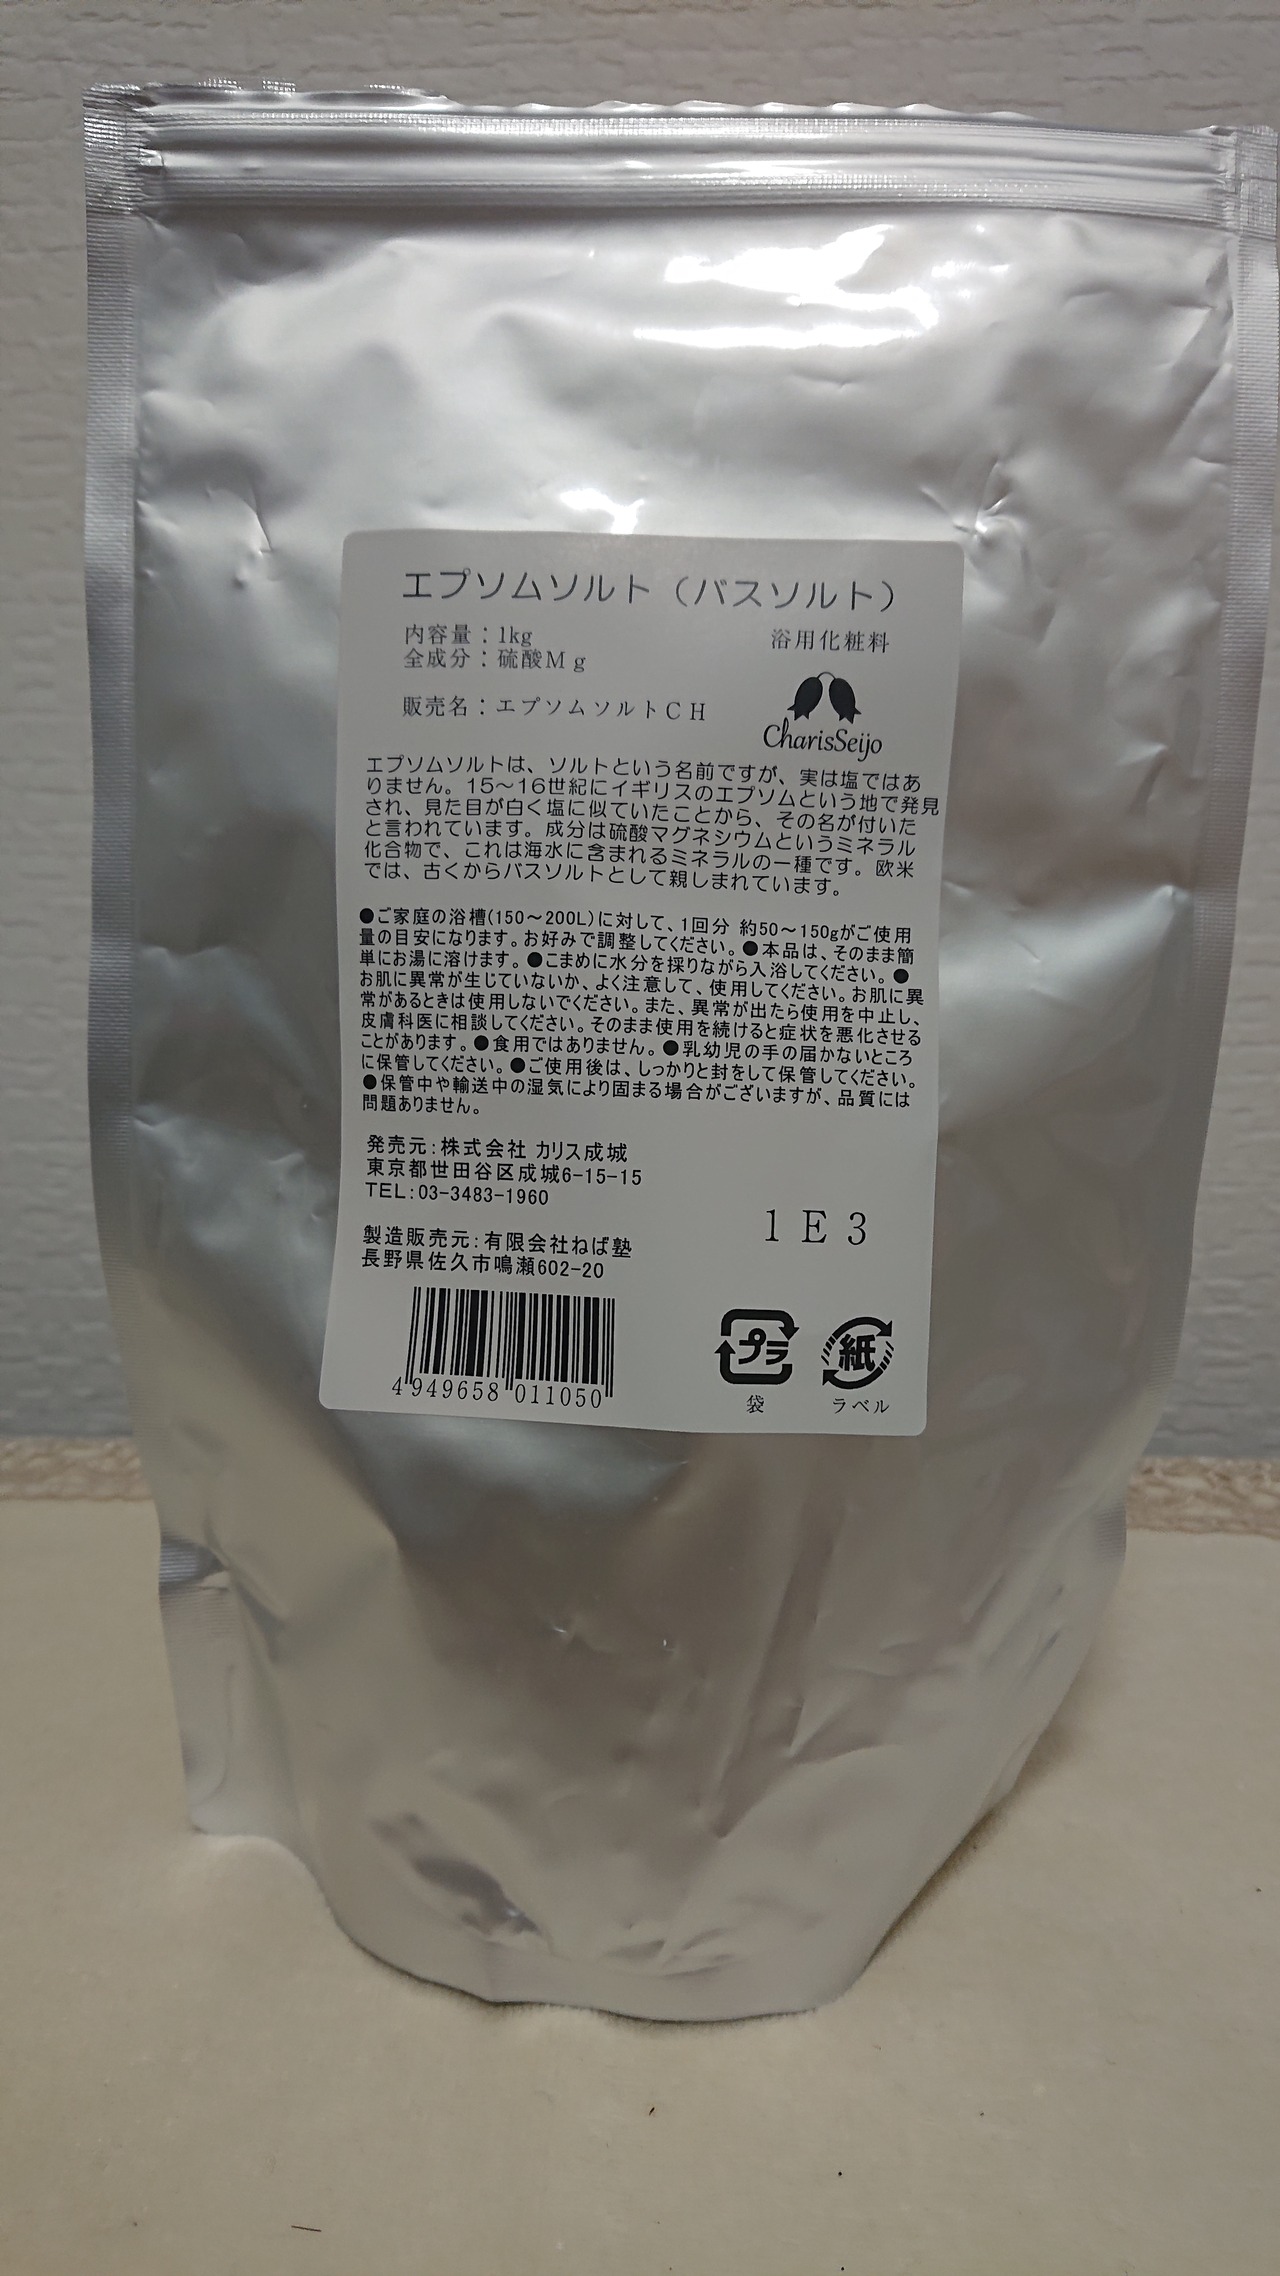 エプソムソルト（バスソルト）
内容量：1kg
浴用化粧料
全成分：硫酸Ｍｇ
販売名：エプソムソルトＣＨ
CharisSeijo
エプソムソルトは、ソルトという名前ですが、実は塩ではあ
りません。15～16世紀にイギリスのエプソムという地で発見
され、見た目が白く塩に似ていたことから、その名が付いた
と言われています。成分は硫酸マグネシウムというミネラル
化合物で、これは海水に含まれるミネラルの一種です。欧米
では、古くからバスソルトとして親しまれています。
●ご家庭の浴槽(150～200L)に対して、1回分 約50～150gがご使用
量の目安になります。お好みで調整してください。●本品は、そのまま簡
単にお湯に溶けます。●こまめに水分を採りながら入浴してください。●
お肌に異常が生じていないか、よく注意して、使用してください。お肌に異
常があるときは使用しないでください。また、異常が出たら使用を中止し、
皮膚科医に相談してください。そのまま使用を続けると症状を悪化させる
ことがあります。●食用ではありません。●乳幼児の手の届かないところ
に保管してください。●ご使用後は、しっかりと封をして保管してください。
●保管中や輸送中の湿気により固まる場合がございますが、品質には
問題ありません。
発売元：株式会社 カリス成城
東京都世田谷区成城6-15-15
TEL：03-3483-1960
1E3
製造販売元：有限会社ねば塾
長野県佐久市鳴瀬602-20
4 949658 011050
プラ
袋
紙
ラベル